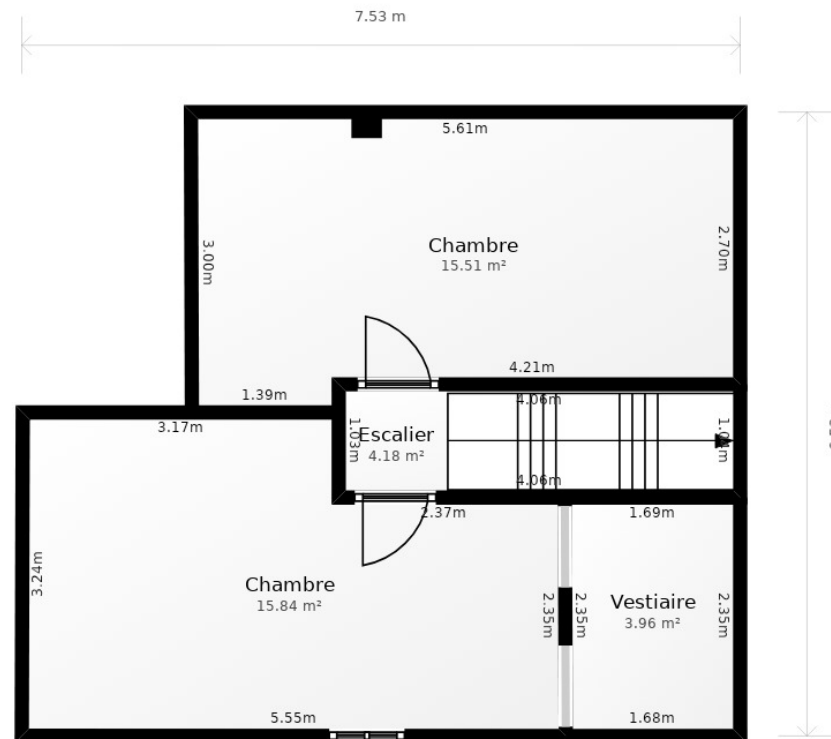 7.53 m
5.61m
3.00m
2.70m
Chambre
15.51 m²
4.21m
1.39m
4.06m
3.17m
1.03m
Escalier
4.18 m²
4.06m
2.37m
1.69m
3.24m
Chambre
15.84 m²
2.35m
2.35m
Vestiaire
3.96 m²
2.35m
5.55m
1.68m